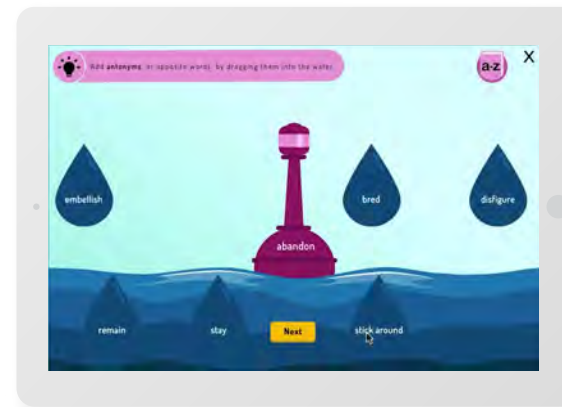 Add antonyms, or opposite words, by dragging them into the water.
a-z
X
embellish
bred
disfigure
abandon
remain
stay
Next
stick around